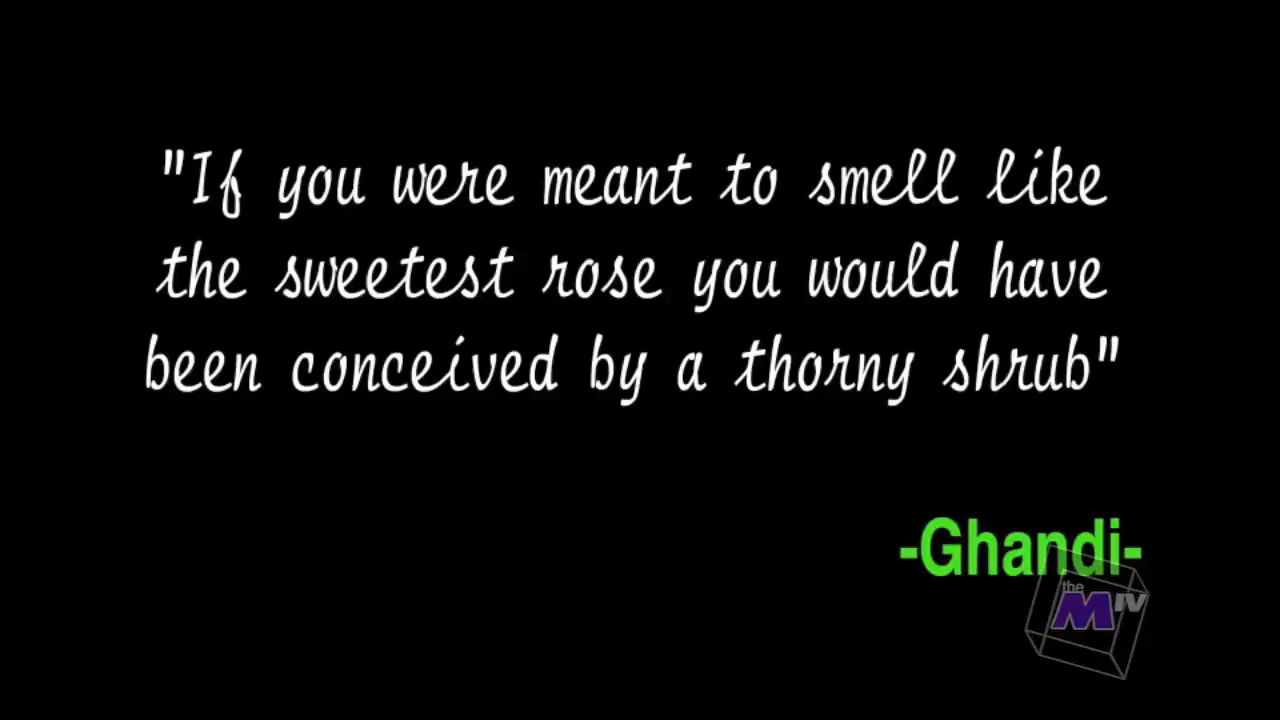 "If you were meant to smell like
the sweetest rose you would have
been conceived by a thorny shrub"
-Ghandi-
the
M IV